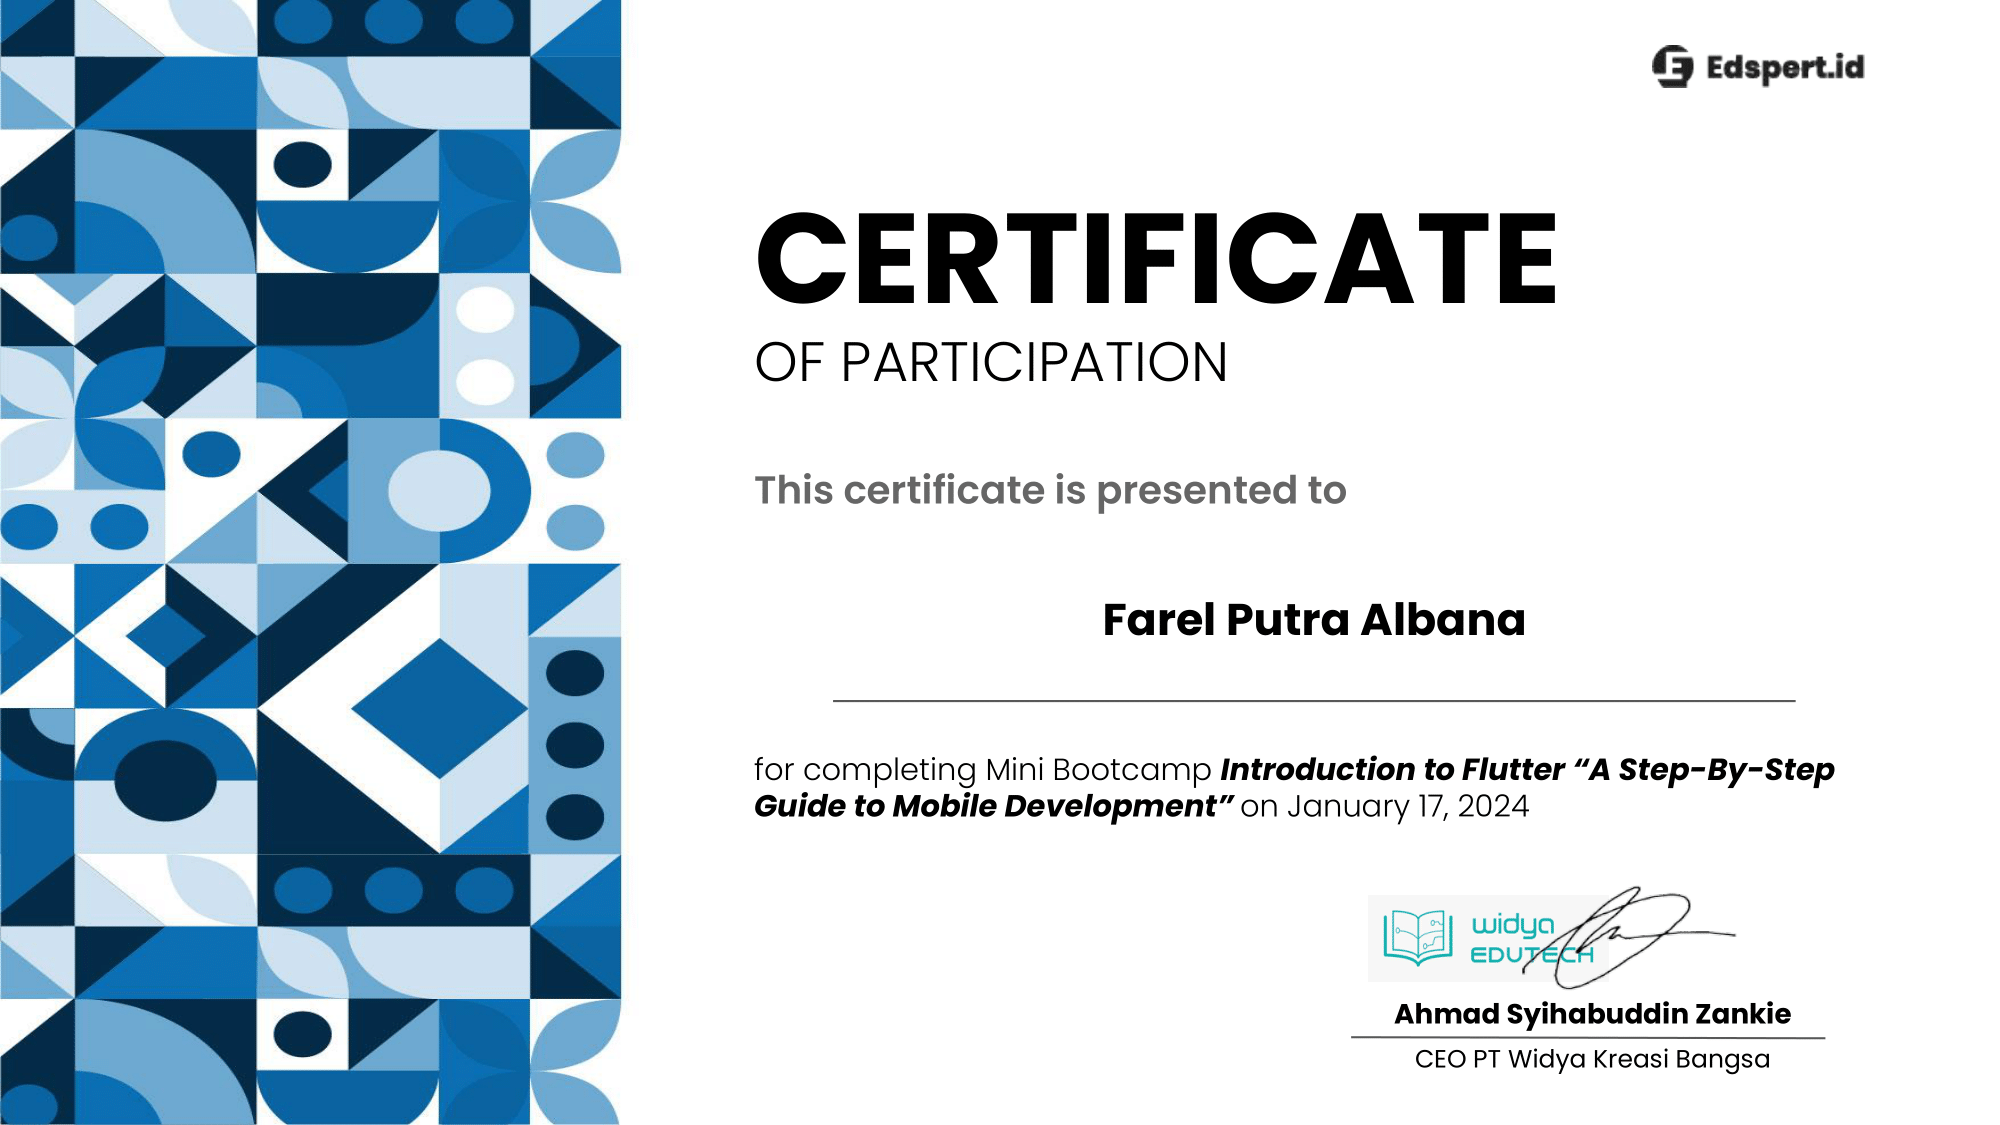 Edspert.id
CERTIFICATE
OF PARTICIPATION
This certificate is presented to
Farel Putra Albana
for completing Mini Bootcamp Introduction to Flutter “A Step-By-Step
Guide to Mobile Development” on January 17, 2024
widya
EDUTECH
Ahmad Syihabuddin Zankie
CEO PT Widya Kreasi Bangsa